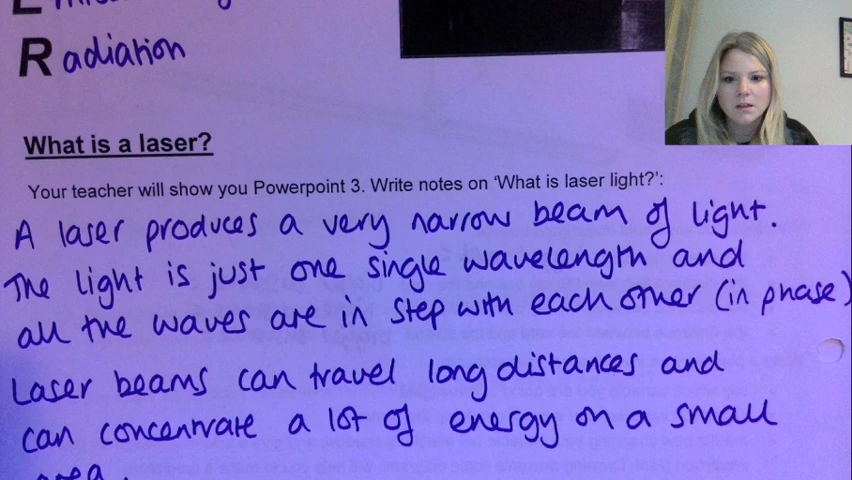 R adiation
What is a laser?
Your teacher will show you Powerpoint 3. Write notes on 'What is laser light?':
A laser produces a very narrow beam of light.
The light is just one single wavelength and
all the waves are in step with each other (in phase)
Laser beams can travel long distances and
can concentrate a lot of energy on a small
area.